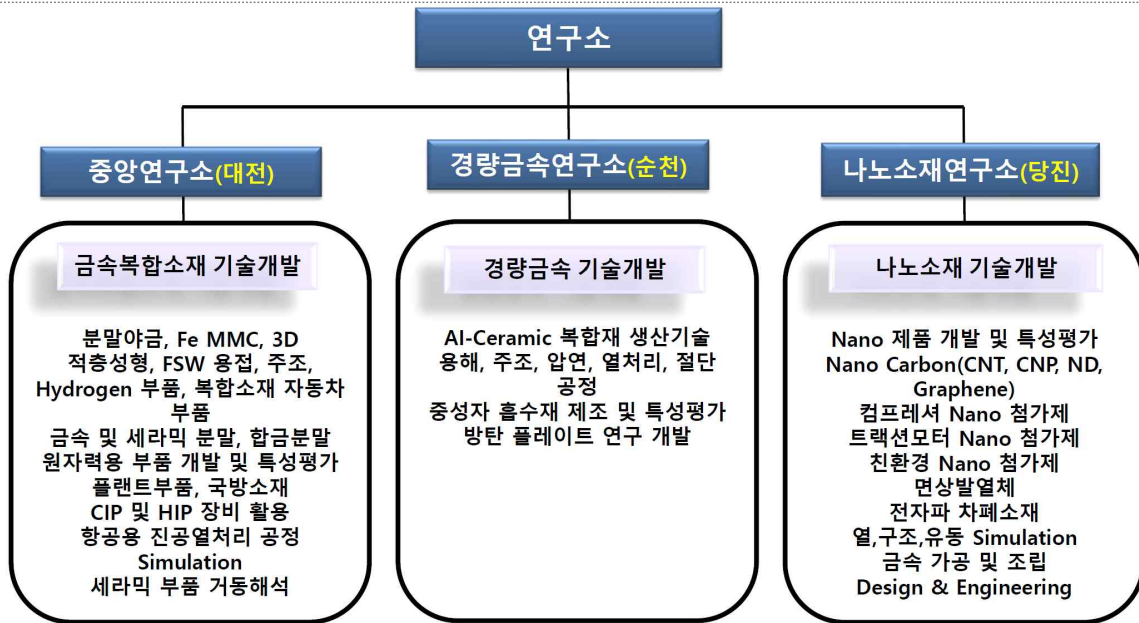 연구소
중앙연구소(대전)
금속복합소재 기술개발
분말야금, Fe MMC, 3D
적층성형, FSW 용접, 주조,
Hydrogen 부품, 복합소재 자동차
부품
금속 및 세라믹 분말, 합금분말
원자력용 부품 개발 및 특성평가
플랜트부품, 국방소재
CIP 및 HIP 장비 활용
항공용 진공열처리 공정
Simulation
세라믹 부품 거동해석
경량금속연구소(순천)
경량금속 기술개발
Al-Ceramic 복합재 생산기술
용해, 주조, 압연, 열처리, 절단
공정
중성자 흡수재 제조 및 특성평가
방탄 플레이트 연구 개발
나노소재연구소(당진)
나노소재 기술개발
Nano 제품 개발 및 특성평가
Nano Carbon(CNT, CNP, ND,
Graphene)
컴프레셔 Nano 첨가제
트랙션모터 Nano 첨가제
친환경 Nano 첨가제
면상발열체
전자파 차폐소재
열,구조,유동 Simulation
금속 가공 및 조립
Design & Engineering